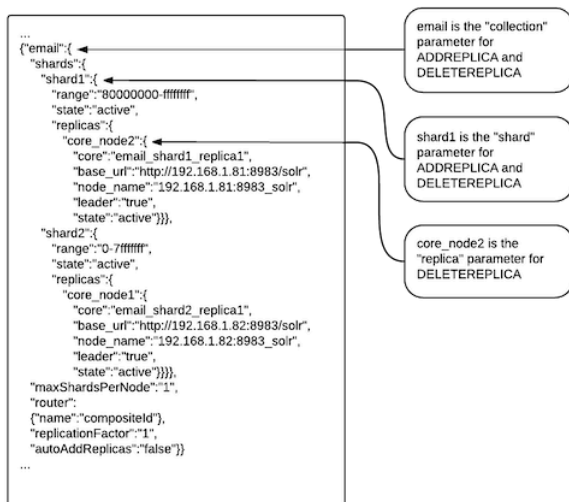 ...
{"email":{
"shards":{
"shard1":{
"range":"80000000-ffffffff",
"state":"active",
"replicas":{
"core_node2":{
"core":"email_shard1_replica1",
"base_url":"http://192.168.1.81:8983/solr",
"node_name":"192.168.1.81:8983_solr",
"leader":"true",
"state":"active"}}},
"shard2":{
"range":"0-7fffffff",
"state":"active",
"replicas":{
"core_node1":{
"core":"email_shard2_replica1",
"base_url":"http://192.168.1.82:8983/solr",
"node_name":"192.168.1.82:8983_solr",
"leader":"true",
"state":"active"}}}},
"maxShardsPerNode":"1",
"router":
{"name":"compositeId"},
"replicationFactor":"1",
"autoAddReplicas":"false"}}
...
email is the "collection"
parameter for
ADDREPLICA and
DELETEREPLICA
shard1 is the "shard"
parameter for
ADDREPLICA and
DELETEREPLICA
core_node2 is the
"replica" parameter for
DELETEREPLICA